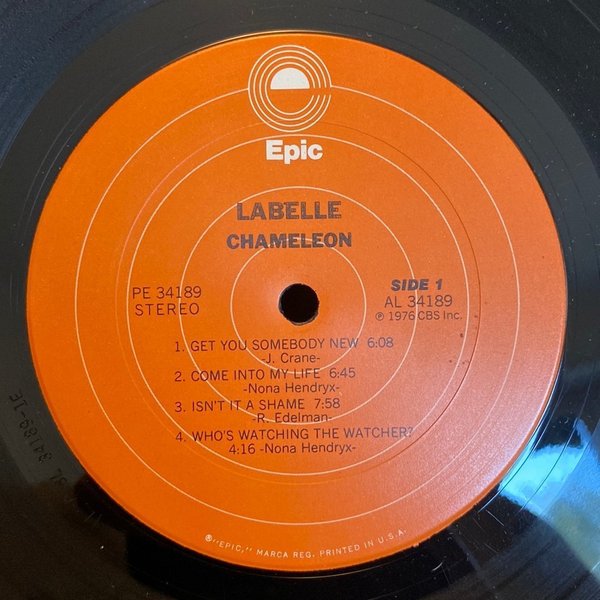 MARCA REG.
Epic
LABELLE
CHAMELEON
PE 34189
STEREO
SIDE 1
AL 34189
℗ 1976 CBS Inc.
1. GET YOU SOMEBODY NEW 6:08
-J. Crane-
2. COME INTO MY LIFE 6:45
-Nona Hendryx-
3. ISN'T IT A SHAME 7:58
-R. Edelman-
4. WHO'S WATCHING THE WATCHER?
4:16 -Nona Hendryx-
®"EPIC," MARCA REG. PRINTED IN U.S.A.